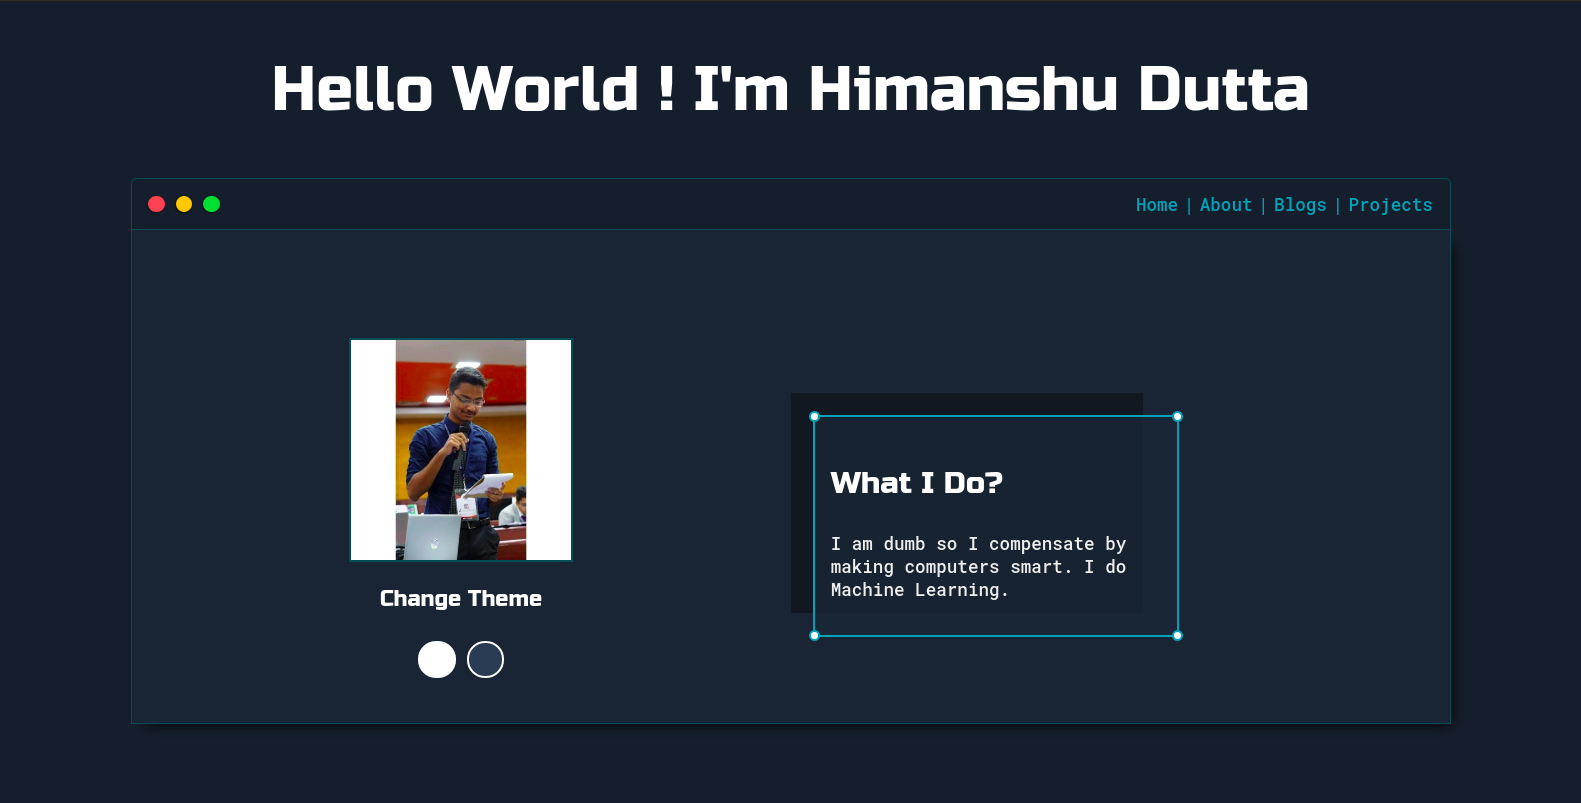 Hello World ! I'm Himanshu Dutta
Home | About | Blogs | Projects
What I Do?
I am dumb so I compensate by
making computers smart. I do
Machine Learning.
Change Theme